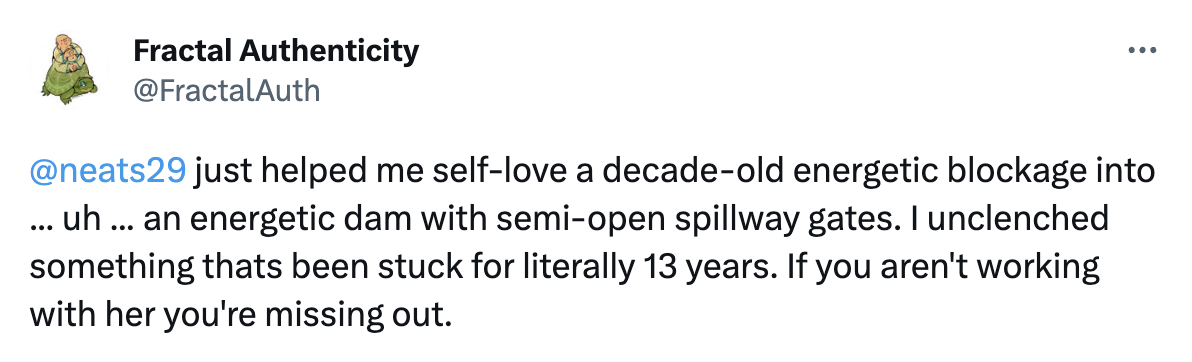 Fractal Authenticity
@FractalAuth
@neats29 just helped me self-love a decade-old energetic blockage into
... uh ... an energetic dam with semi-open spillway gates. I unclenched
something thats been stuck for literally 13 years. If you aren't working
with her you're missing out.